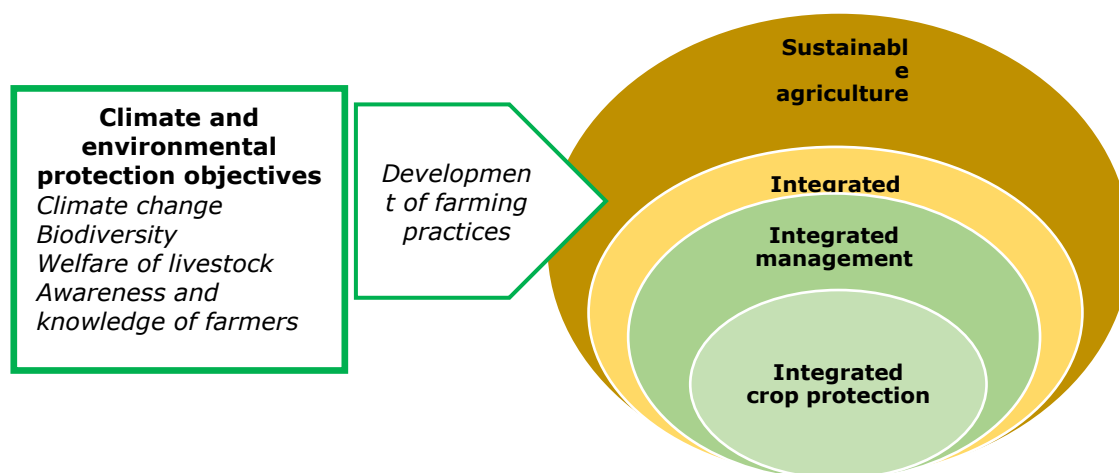 Climate and
environmental
protection objectives
Climate change
Biodiversity
Welfare of livestock
Awareness and
knowledge of farmers
Developmen
t of farming
practices
Sustainabl
e
agriculture
Integrated
Integrated
management
Integrated
crop protection